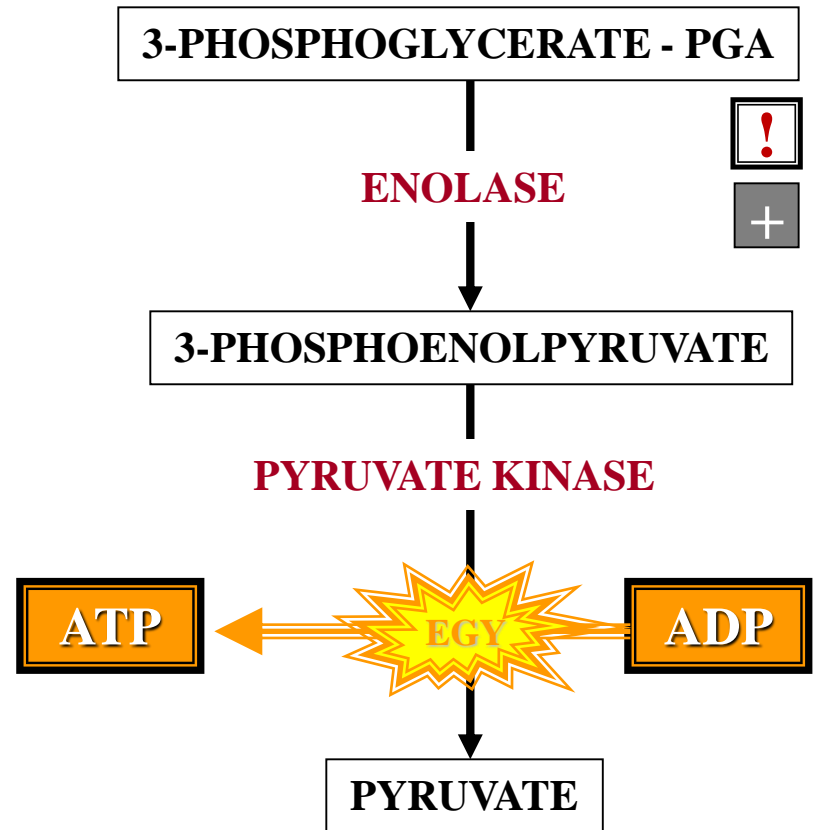 3-PHOSPHOGLYCERATE - PGA
!
ENOLASE
+
3-PHOSPHOENOLPYRUVATE
PYRUVATE KINASE
ATP
EGY
ADP
PYRUVATE